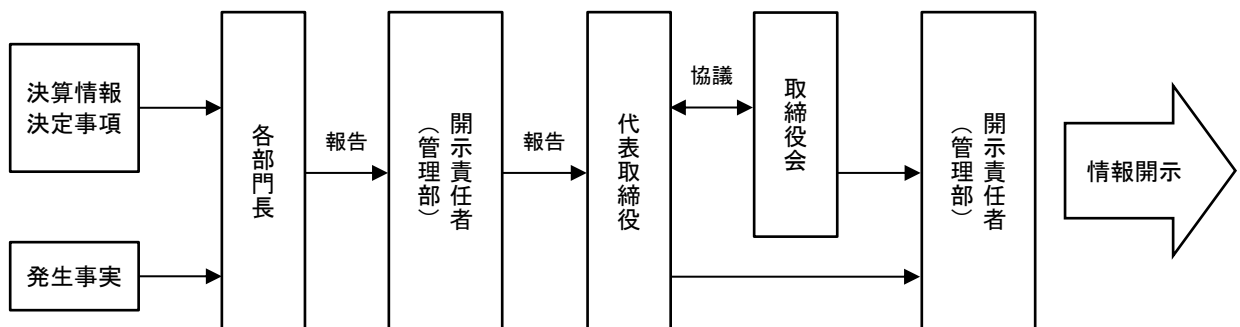 決算情報
決定事項
発生事実
各部門長
報告
開示責任者
（管理部）
報告
代表取締役
協議
取締役会
開示責任者
（管理部）
情報開示